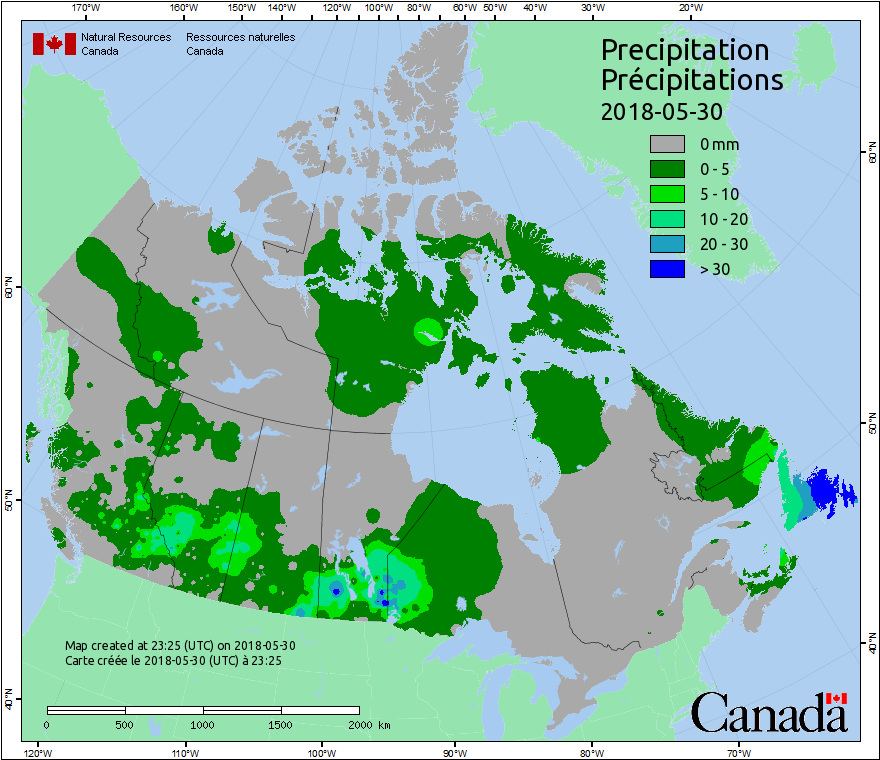 170°W 160°W 150°W 140°W 120°W 100°W 80°W 60°W 50°W 40°W 30°W 20°W
Natural Resources Ressources naturelles
Canada Canada
Precipitation
Précipitations
2018-05-30
0 mm
0 - 5
5 - 10
10 - 20
20 - 30
> 30
60°N
50°N
40°N
60°N
50°N
40°N
Map created at 23:25 (UTC) on 2018-05-30
Carte créée le 2018-05-30 (UTC) à 23:25
0 500 1000 1500 2000 km
Canada
120°W 110°W 100°W 90°W 80°W 70°W